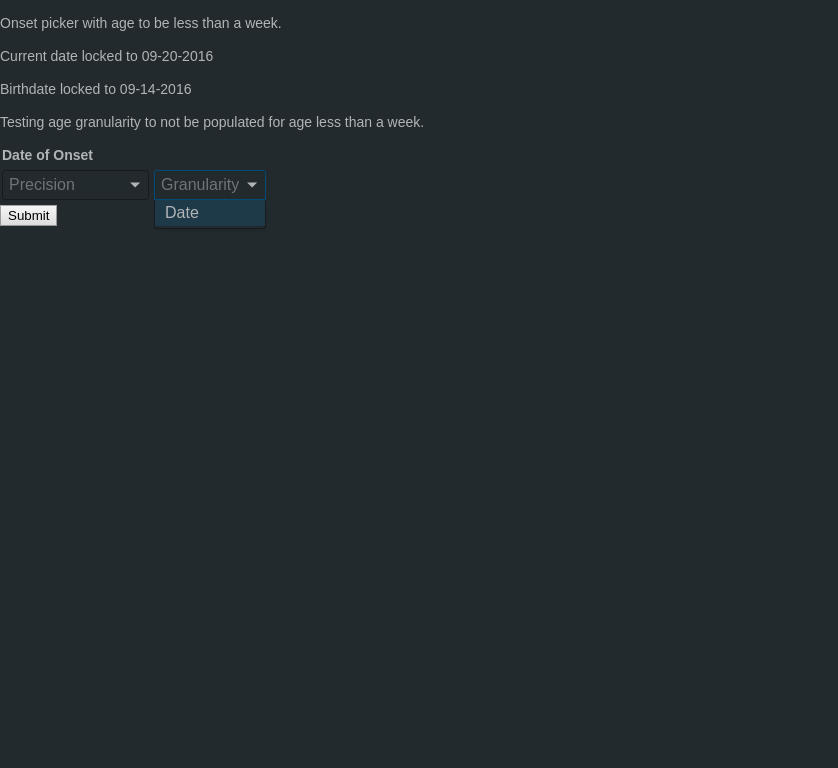 Onset picker with age to be less than a week.
Current date locked to 09-20-2016
Birthdate locked to 09-14-2016
Testing age granularity to not be populated for age less than a week.
Date of Onset
Precision Granularity
Date
Submit